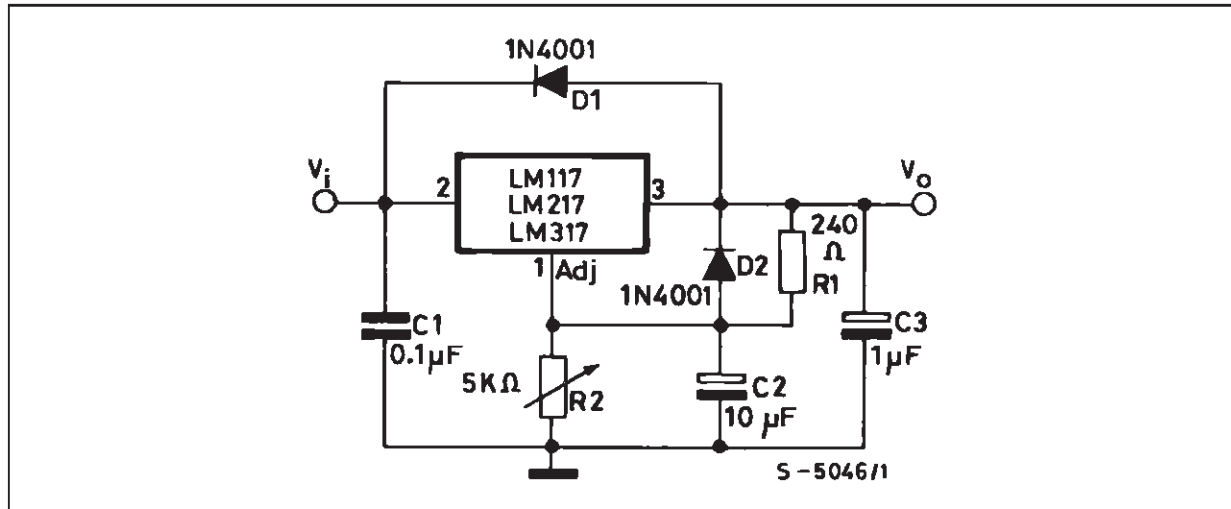 1N4001
D1
Vi
2
LM117
LM217
LM317
3
Vo
1 Adj
240
Ω
R1
D2
1N4001
C1
0.1µF
C3
1µF
5KΩ
R2
C2
10 µF
S-5046/1